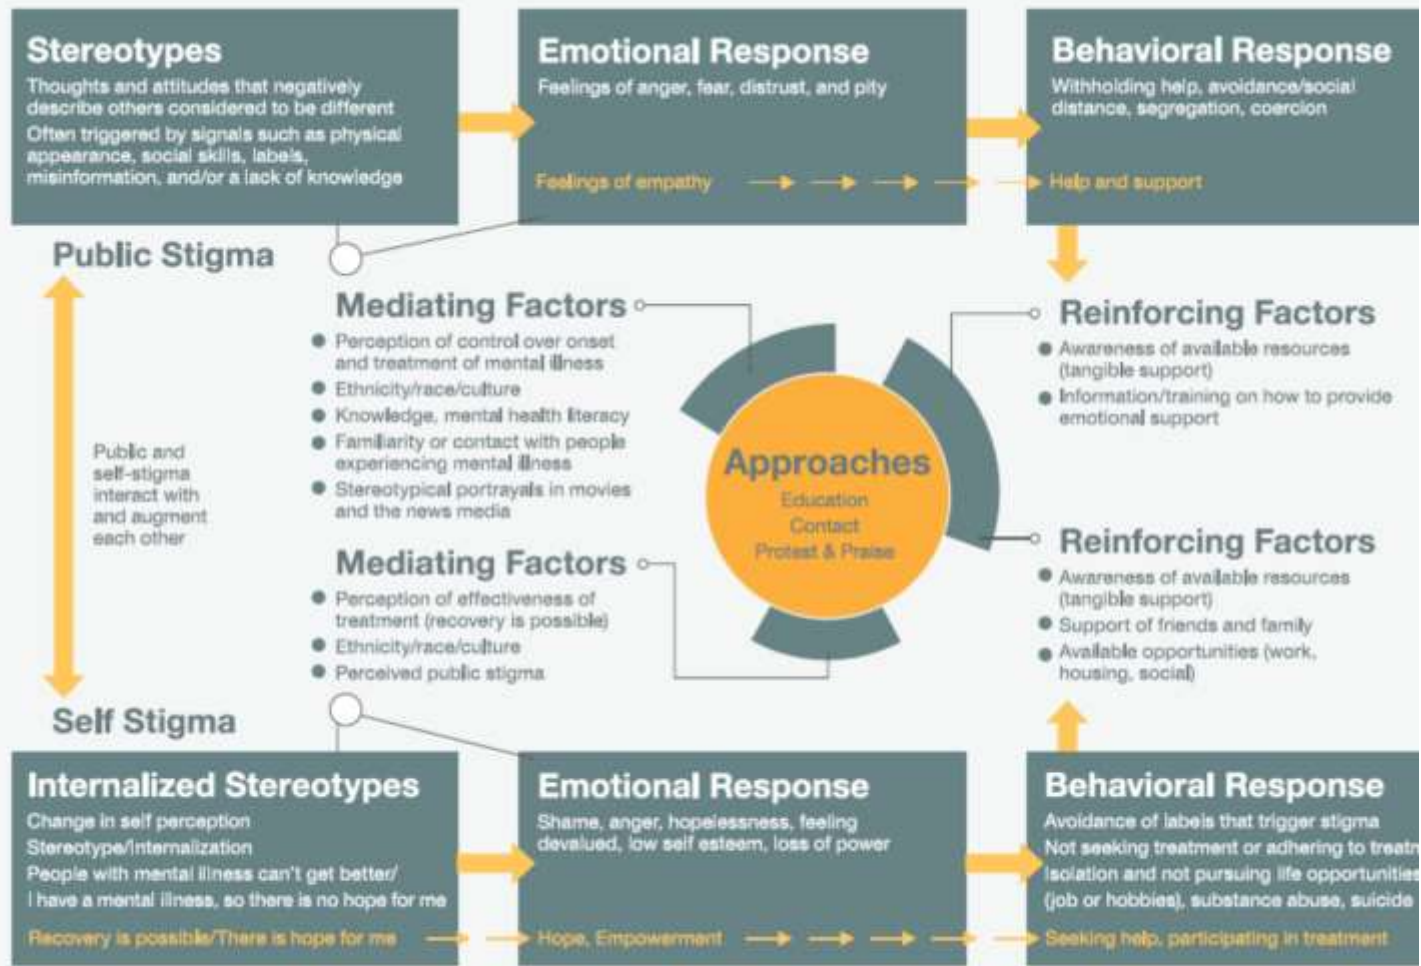 Stereotypes
Thoughts and attitudes that negatively
describe others considered to be different
Often triggered by signals such as physical
appearance, social skills, labels,
misinformation, and/or a lack of knowledge
Emotional Response
Feelings of anger, fear, distrust, and pity
Feelings of empathy
Behavioral Response
Withholding help, avoidance/social
distance, segregation, coercion
Help and support
Public Stigma
Public and
self-stigma
interact with
and augment
each other
Self Stigma
Mediating Factors
Perception of control over onset
and treatment of mental illness
Ethnicity/race/culture
Knowledge, mental health literacy
Familiarity or contact with people
experiencing mental illness
Stereotypical portrayals in movies
and the news media
Mediating Factors
Perception of effectiveness of
treatment (recovery is possible)
Ethnicity/race/culture
Perceived public stigma
Approaches
Education
Contact
Protest & Praise
Reinforcing Factors
Awareness of available resources
(tangible support)
Information/training on how to provide
emotional support
Reinforcing Factors
Awareness of available resources
(tangible support)
Support of friends and family
Available opportunities (work,
housing, social)
Internalized Stereotypes
Change in self perception
Stereotype/Internalization
People with mental illness can't get better/
I have a mental illness, so there is no hope for me
Recovery is possible/There is hope for me
Emotional Response
Shame, anger, hopelessness, feeling
devalued, low self esteem, loss of power
Hope, Empowerment
Behavioral Response
Avoidance of labels that trigger stigma
Not seeking treatment or adhering to treatm
Isolation and not pursuing life opportunities
(job or hobbies), substance abuse, suicide
Seeking help, participating in treatment